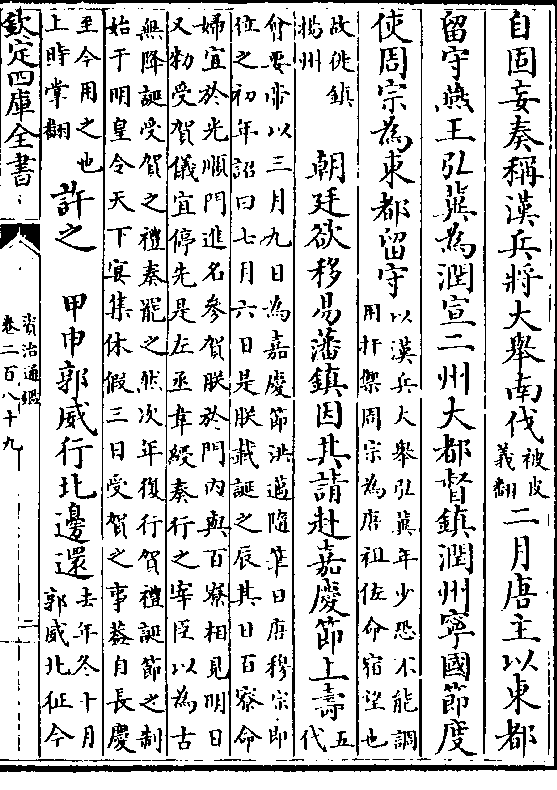 自固妄奏稱漢兵將大舉南伐被皮
義翻二月唐主以東都
留守燕王弘冀為潤宣二州大都督鎮潤州寧國節度
使周宗為東都留守以漢兵大舉弘冀年少恐不能調
用扞禦周宗為唐祖佐命宿望也
故徙鎮
揚州朝廷欲移易藩鎮因其請赴嘉慶節上壽五
代
會要帝以三月九日為嘉慶節洪邁隨筆曰唐穆宗即
位之初年詔曰七月六日是朕載誕之辰其日百寮命
婦宜於光順門進名參賀朕於門內與百寮相見明日
又勑受賀儀宜停先是左丞韋綬奏行之宰臣以為古
無降誕受賀之禮奏罷之然次年復行賀禮誕節之制
始于明皇令天下宴集休假三日受賀之事蓋自長慶
至今用之也
上時掌翻許之
甲申郭威行北邊還去年冬十月
郭威北征今
欽定四庫全書
資治通鑑
卷二百八十九
二